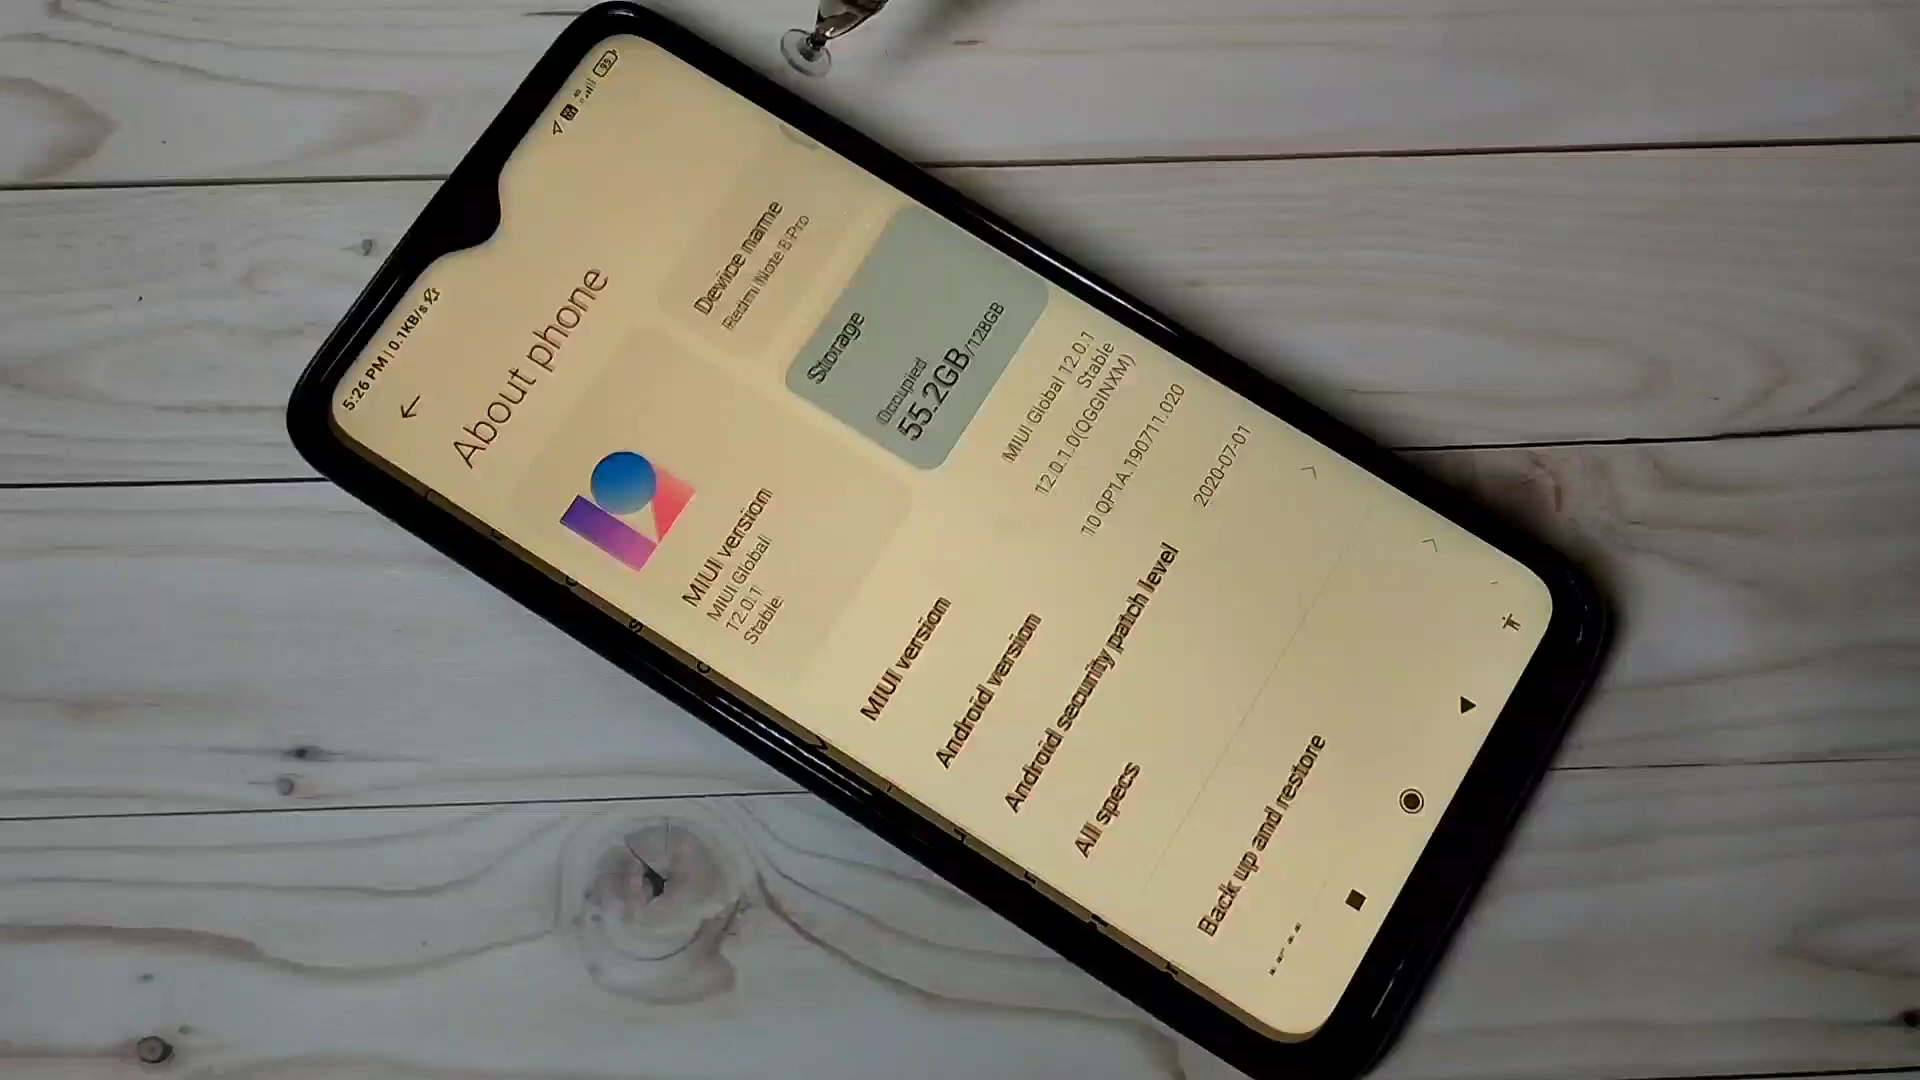 5:26 PM | 0.1KB/s
95
←
About phone
Device name
Redmi Note 8 Pro
MIUI version
MIUI Global
12.0.1
Stable
Storage
Occupied
55.2GB/128GB
MIUI version
MIUI Global 12.0.1
Stable
12.0.1.0(QGGINXM)
Android version
10 QP1A.190711.020
Android security patch level
2020-07-01
All specs
Back up and restore